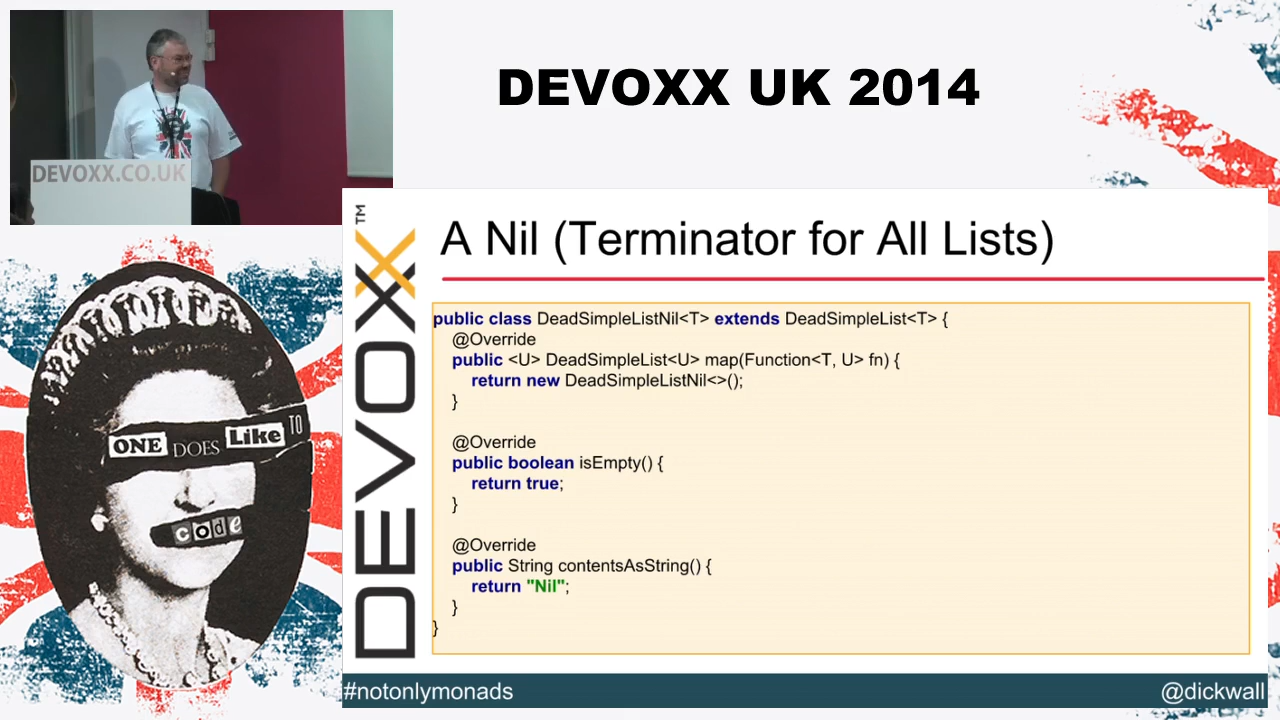 DEVOXX UK 2014
DEVOXX.CO.UK
DEVOXX™
A Nil (Terminator for All Lists)
public class DeadSimpleListNil<T> extends DeadSimpleList<T> {
@Override
public <U> DeadSimpleList<U> map(Function<T, U> fn) {
return new DeadSimpleListNil<>();
}
@Override
public boolean isEmpty() {
return true;
}
@Override
public String contentsAsString() {
return "Nil";
}
}
ONE DOES Like TO
code
#notonlymonads
@dickwall